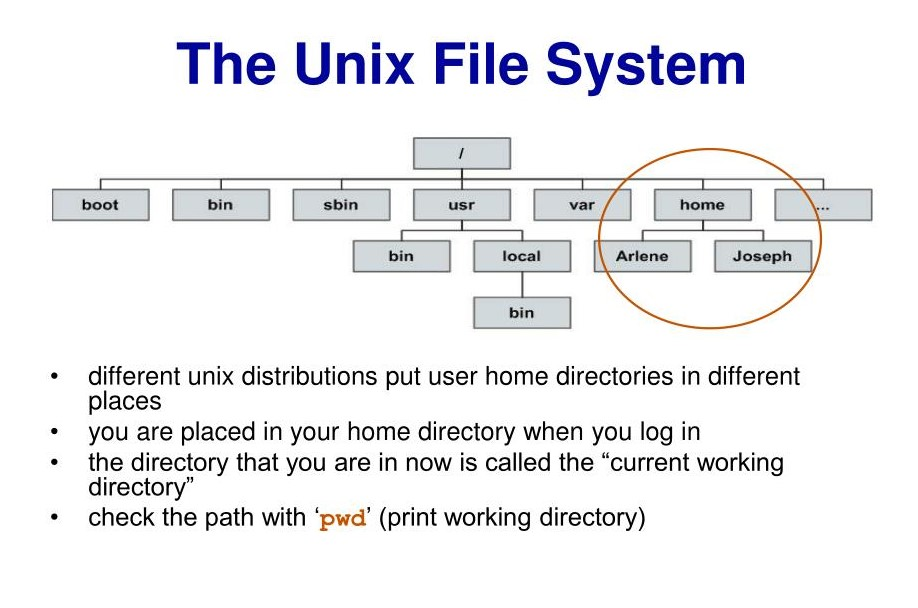 The Unix File System
/
boot
bin
sbin
usr
var
home
...
bin
local
Arlene
Joseph
bin
• different unix distributions put user home directories in different
places
• you are placed in your home directory when you log in
• the directory that you are in now is called the “current working
directory”
• check the path with ‘pwd’ (print working directory)